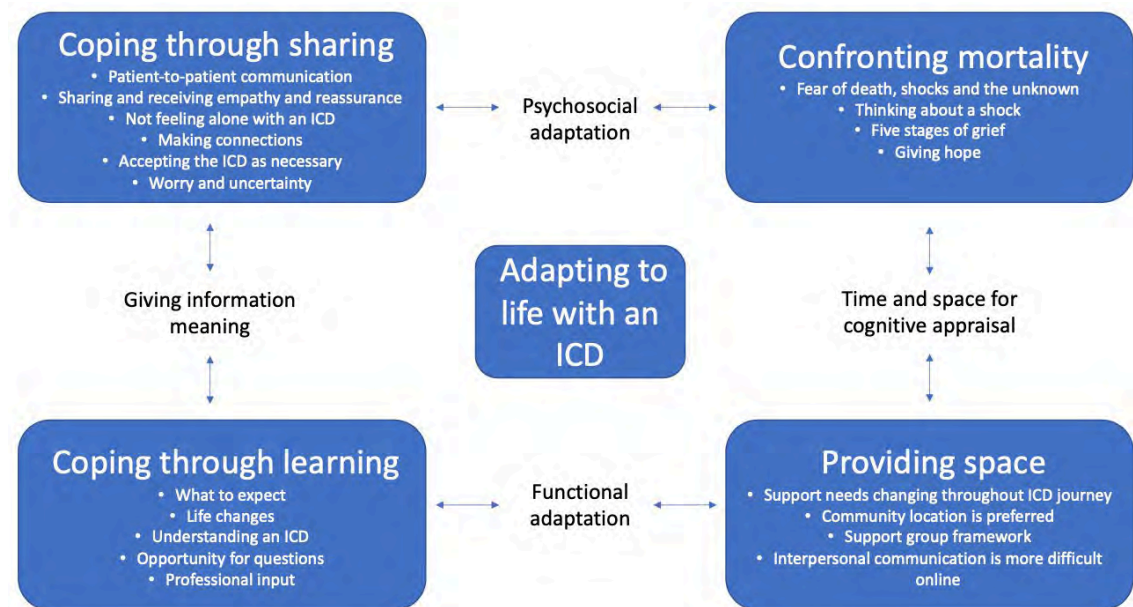 Coping through sharing
• Patient-to-patient communication
• Sharing and receiving empathy and reassurance
• Not feeling alone with an ICD
• Making connections
• Accepting the ICD as necessary
• Worry and uncertainty
Psychosocial
adaptation
Confronting mortality
• Fear of death, shocks and the unknown
• Thinking about a shock
• Five stages of grief
• Giving hope
Giving information
meaning
Adapting to
life with an
ICD
Time and space for
cognitive appraisal
Coping through learning
• What to expect
• Life changes
• Understanding an ICD
• Opportunity for questions
• Professional input
Functional
adaptation
Providing space
• Support needs changing throughout ICD journey
• Community location is preferred
• Support group framework
• Interpersonal communication is more difficult
online